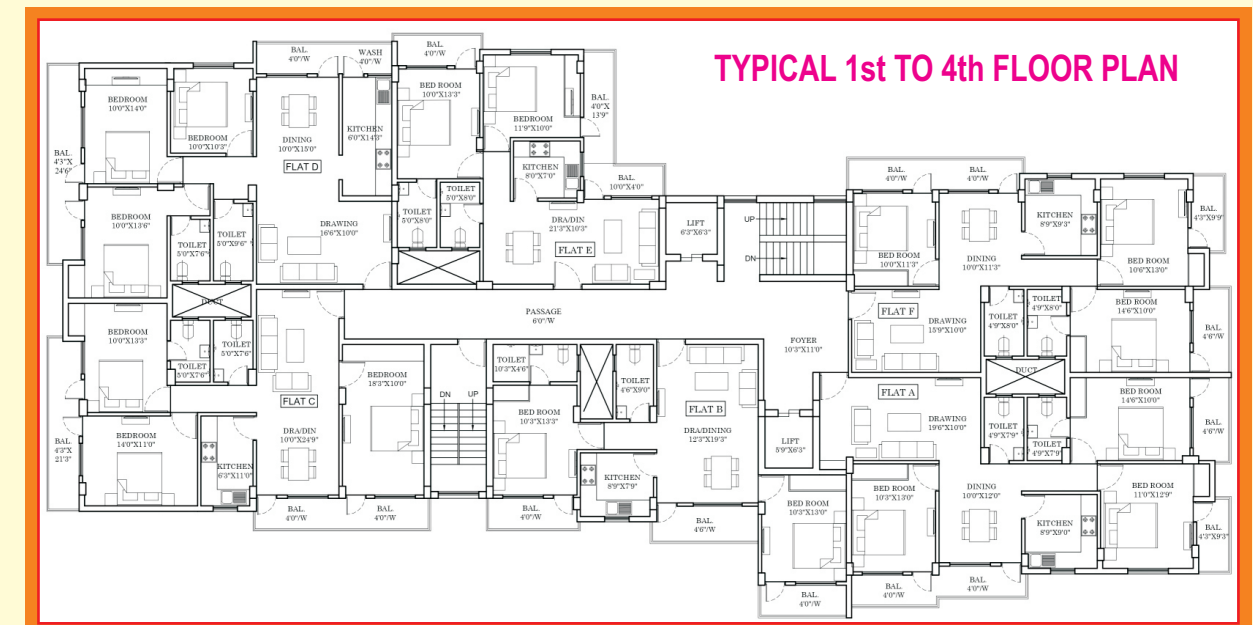 TYPICAL 1st TO 4th FLOOR PLAN
BAL.
4'0"/W
WASH
4'0"/W
BAL.
4'0"/W
BEDROOM
10'0"X14'0"
BEDROOM
10'0"X10'3"
DINING
10'0"X15'0"
KITCHEN
6'0"X14'3"
BED ROOM
10'0"X13'3"
BEDROOM
11'9"X10'0"
BAL.
4'0"X
13'9"
BAL.
4'3"X
24'6"
FLAT D
KITCHEN
8'0"X7'0"
BAL.
10'0"X4'0"
BEDROOM
10'0"X13'6"
TOILET
5'0"X7'6"
TOILET
5'0"X9'6"
DRAWING
16'6"X10'0"
TOILET
5'0"X8'0"
TOILET
5'0"X8'0"
DRA/DIN
21'3"X10'3"
FLAT E
LIFT
6'3"X6'3"
UP
DN
BAL.
4'0"/W
BAL.
4'0"/W
BED ROOM
10'0"X11'3"
DINING
10'0"X11'3"
KITCHEN
8'9"X9'3"
BED ROOM
10'6"X13'0"
BAL.
4'3"X9'9"
DUCT
PASSAGE
6'0"/W
FOYER
10'3"X11'0"
FLAT F
DRAWING
15'9"X10'0"
TOILET
4'9"X8'0"
TOILET
4'9"X8'0"
BED ROOM
14'6"X10'0"
BAL.
4'6"/W
DUCT
BEDROOM
10'0"X13'3"
TOILET
5'0"X7'6"
TOILET
5'0"X7'6"
FLAT C
BEDROOM
18'3"X10'0"
DN
UP
TOILET
10'3"X4'6"
BED ROOM
10'3"X13'3"
TOILET
4'6"X9'0"
FLAT B
DRA/DINING
12'3"X19'3"
FLAT A
DRAWING
19'6"X10'0"
TOILET
4'9"X7'9"
TOILET
4'9"X7'9"
BED ROOM
14'6"X10'0"
BAL.
4'6"/W
BAL
4'3"X
21'3"
BEDROOM
14'0"X11'0"
KITCHEN
6'3"X11'0"
DRA/DIN
10'0"X24'9"
KITCHEN
8'9"X7'9"
LIFT
5'9"X6'3"
BED ROOM
10'3"X13'0"
BED ROOM
10'3"X13'0"
DINING
10'0"X12'0"
KITCHEN
8'9"X9'0"
BED ROOM
11'0"X12'9"
BAL.
4'3"X9'3"
BAL.
4'0"/W
BAL.
4'0"/W
BAL.
4'0"/W
BAL.
4'6"/W
BAL.
4'0"/W
BAL.
4'0"/W
BAL.
4'0"/W